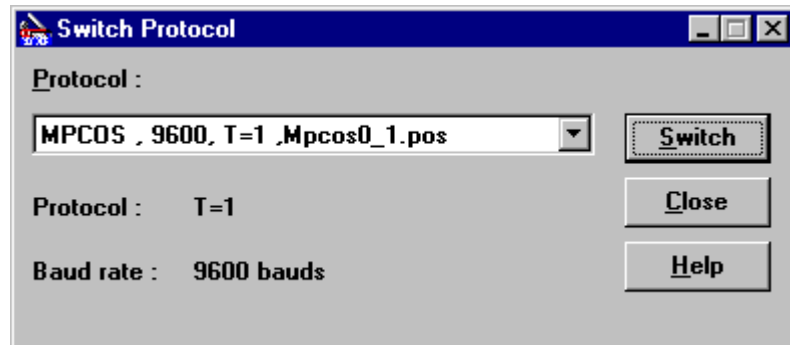 Switch Protocol
Protocol :
MPCOS , 9600, T=1 ,Mpcos0_1.pos
Switch
Protocol : T=1
Close
Baud rate : 9600 bauds
Help